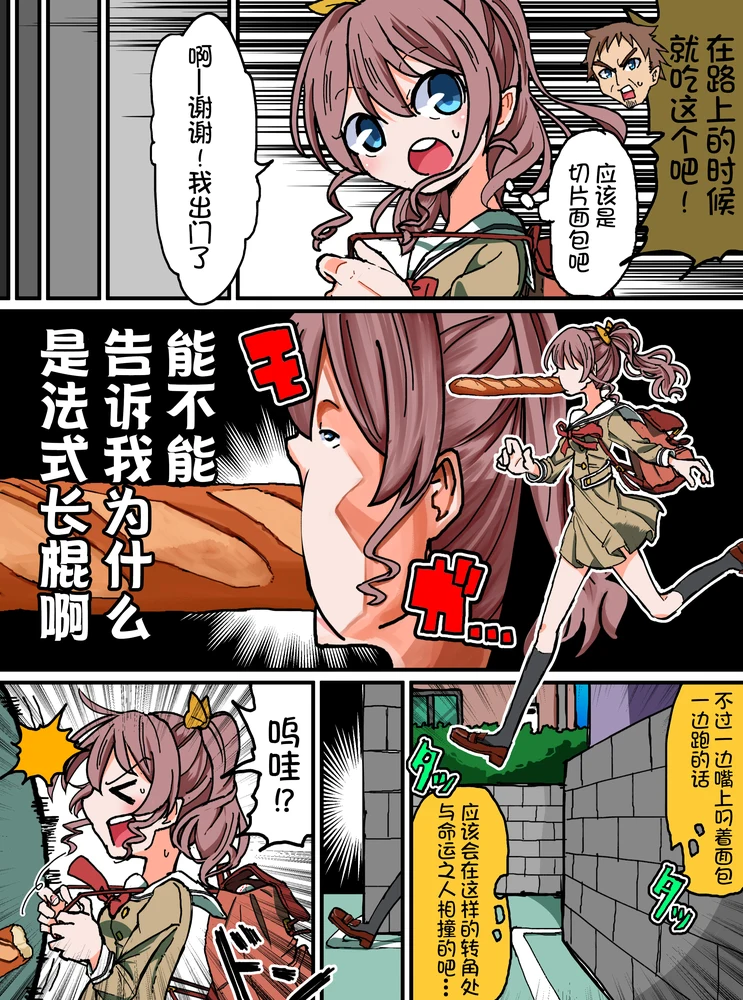 在路上的时候
就吃这个吧！
应该是
切片面包吧
啊ー谢谢！我出门了
能不能
告诉我为什么
是法式长棍啊
モ
ガ…
不过一边嘴上叼着面包
一边跑的话
タッ
タッ
应该会在这样的转角处
与命运之人相撞的吧…
呜哇!?
ドンッ